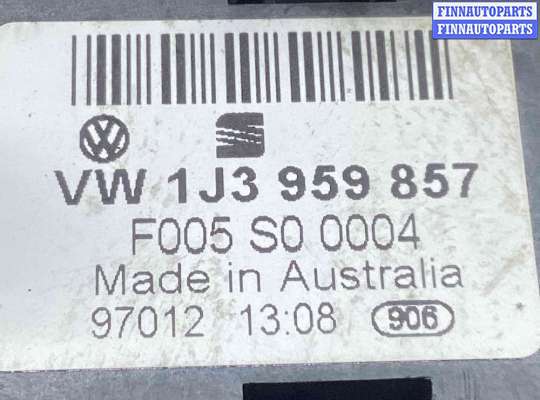 FINNAUTOPARTS
FINNAUTOPARTS
VW 1J3 959 857
F005 S0 0004
Made in Australia
97012 13:08 906